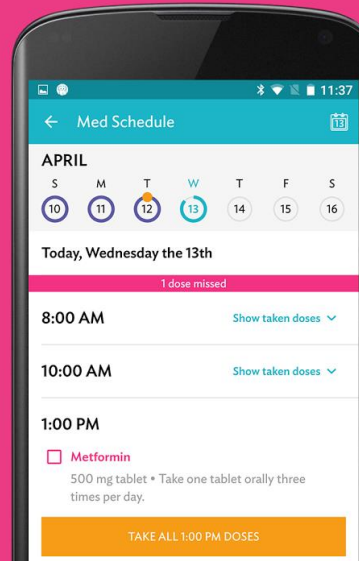 11:37
Med Schedule
13
APRIL
S M T W T F S
10 11 12 13 14 15 16
Today, Wednesday the 13th
1 dose missed
8:00 AM Show taken doses
10:00 AM Show taken doses
1:00 PM
Metformin
500 mg tablet • Take one tablet orally three
times per day.
TAKE ALL 1:00 PM DOSES